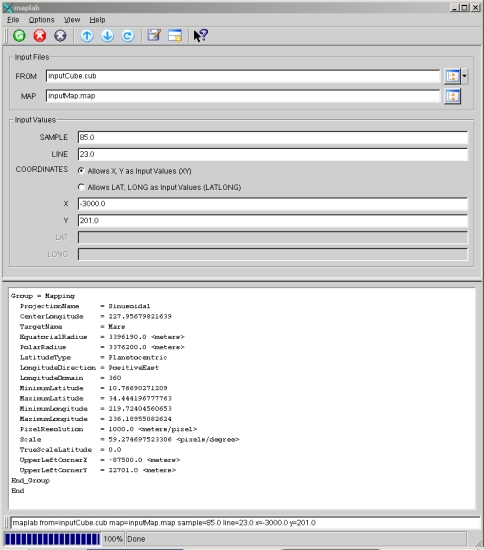 maplab
File Options View Help
Input Files
FROM inputCube.cub
MAP inputMap.map
Input Values
SAMPLE 85.0
LINE 23.0
COORDINATES Allows X, Y as Input Values (XY)
Allows LAT, LONG as Input Values (LATLONG)
X -3000.0
Y 201.0
LAT
LONG
Group = Mapping
ProjectionName = Sinusoidal
CenterLongitude = 227.95679821639
TargetName = Mars
EquatorialRadius = 3396190.0 <meters>
PolarRadius = 3376200.0 <meters>
LatitudeType = Planetocentric
LongitudeDirection = PositiveEast
LongitudeDomain = 360
MinimumLatitude = 10.76690271209
MaximumLatitude = 34.444196777763
MinimumLongitude = 219.72404560653
MaximumLongitude = 236.18955082624
PixelResolution = 1000.0 <meters/pixel>
Scale = 59.274697523306 <pixels/degree>
TrueScaleLatitude = 0.0
UpperLeftCornerX = -87500.0 <meters>
UpperLeftCornerY = 22701.0 <meters>
End_Group
End
maplab from=inputCube.cub map=inputMap.map sample=85.0 line=23.0 x=-3000.0 y=201.0
100% Done